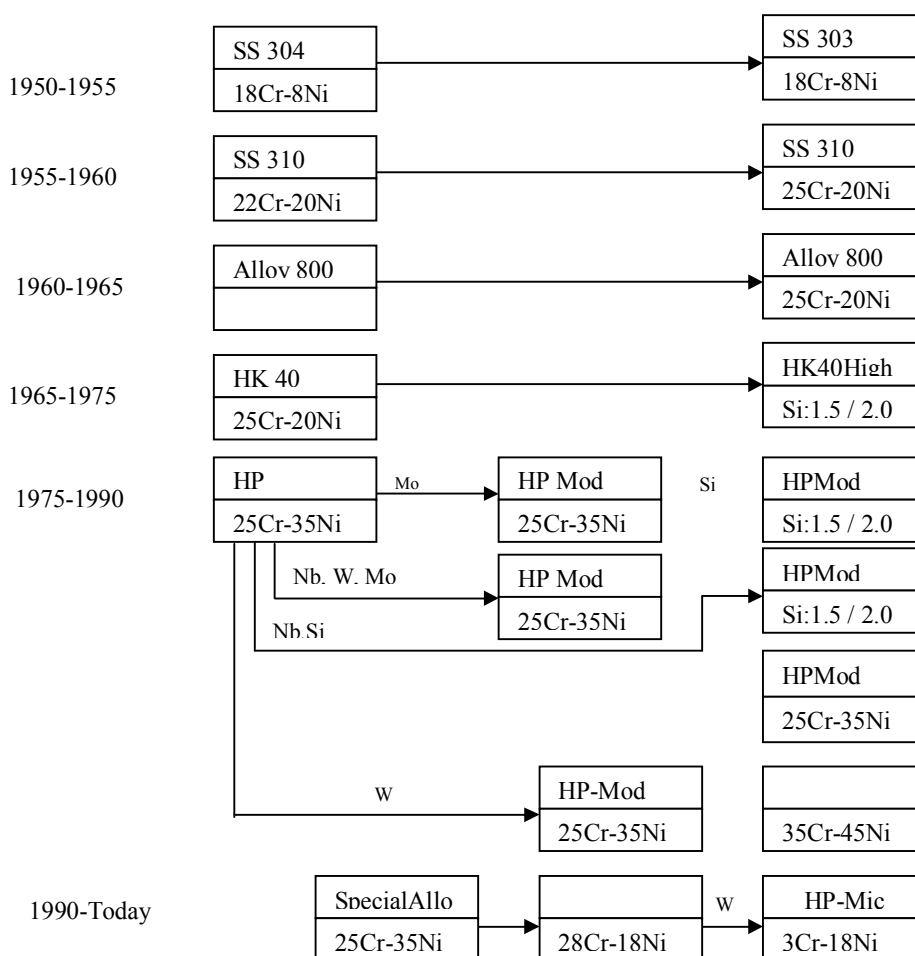 SS 304
SS 303
1950-1955
18Cr-8Ni
18Cr-8Ni
SS 310
SS 310
1955-1960
22Cr-20Ni
25Cr-20Ni
Alloy 800
Alloy 800
1960-1965
25Cr-20Ni
HK 40
HK40High
1965-1975
25Cr-20Ni
Si:1.5 / 2.0
HP
Mo
HP Mod
Si
HPMod
1975-1990
25Cr-35Ni
25Cr-35Ni
Si:1.5 / 2.0
Nb, W, Mo
HP Mod
HPMod
25Cr-35Ni
Si:1.5 / 2.0
Nb,Si
HPMod
25Cr-35Ni
W
HP-Mod
25Cr-35Ni
35Cr-45Ni
1990-Today
SpecialAllo
W
HP-Mic
25Cr-35Ni
28Cr-18Ni
3Cr-18Ni